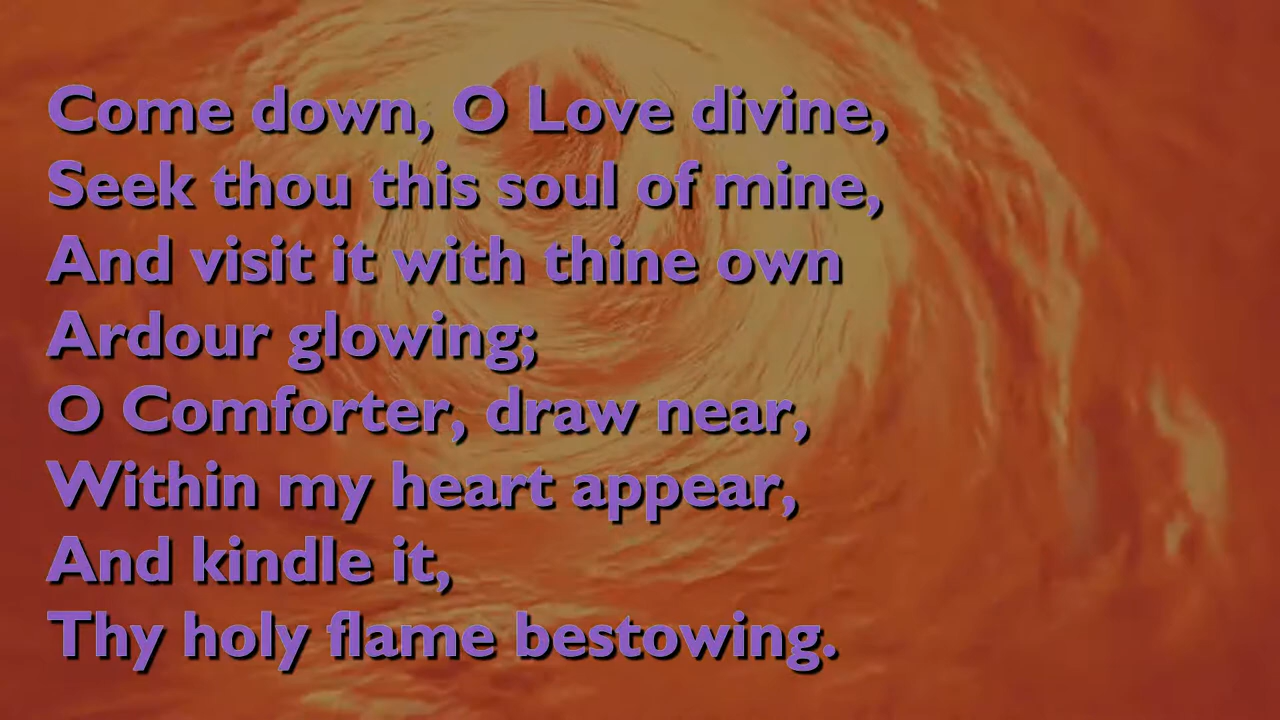 Come down, O Love divine,
Seek thou this soul of mine,
And visit it with thine own
Ardour glowing;
O Comforter, draw near,
Within my heart appear,
And kindle it,
Thy holy flame bestowing.